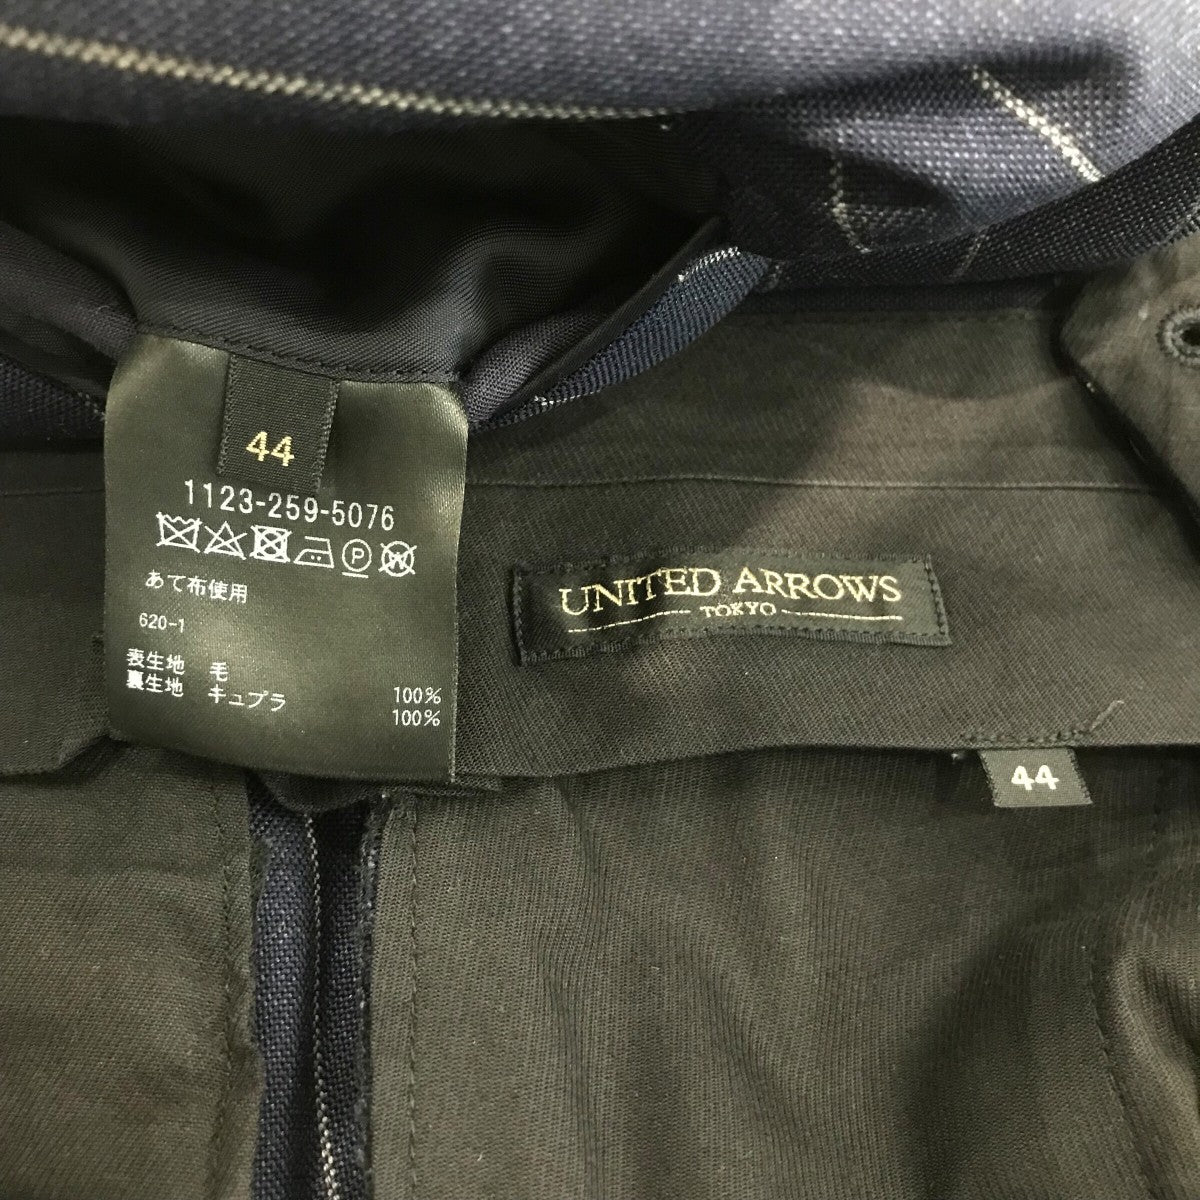 44
1123-259-5076
P
W
あて布使用
620-1
表生地 毛 100%
裏生地 キュプラ 100%
UNITED ARROWS
TOKYO
44